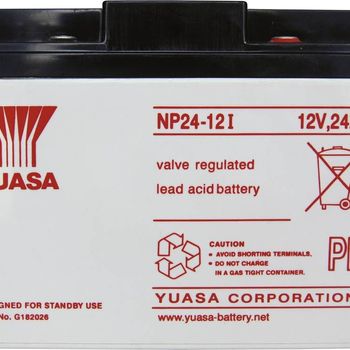 NP24-12I 12V,24
YUASA
valve regulated
lead acid battery
CAUTION
• AVOID SHORTING TERMINALS.
• DO NOT CHARGE
IN A GAS TIGHT CONTAINER.
Pb
GNED FOR STANDBY USE
No. G182026
YUASA CORPORATION
www.yuasa-battery.net